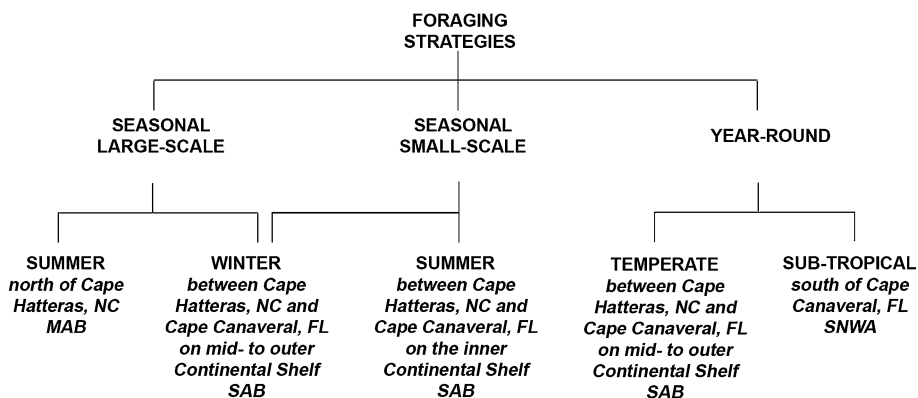 FORAGING
STRATEGIES
SEASONAL
LARGE-SCALE
SEASONAL
SMALL-SCALE
YEAR-ROUND
SUMMER
north of Cape
Hatteras, NC
MAB
WINTER
between Cape
Hatteras, NC and
Cape Canaveral, FL
on mid- to outer
Continental Shelf
SAB
SUMMER
between Cape
Hatteras, NC and
Cape Canaveral, FL
on the inner
Continental Shelf
SAB
TEMPERATE
between Cape
Hatteras, NC and
Cape Canaveral, FL
on mid- to outer
Continental Shelf
SAB
SUB-TROPICAL
south of Cape
Canaveral, FL
SNWA